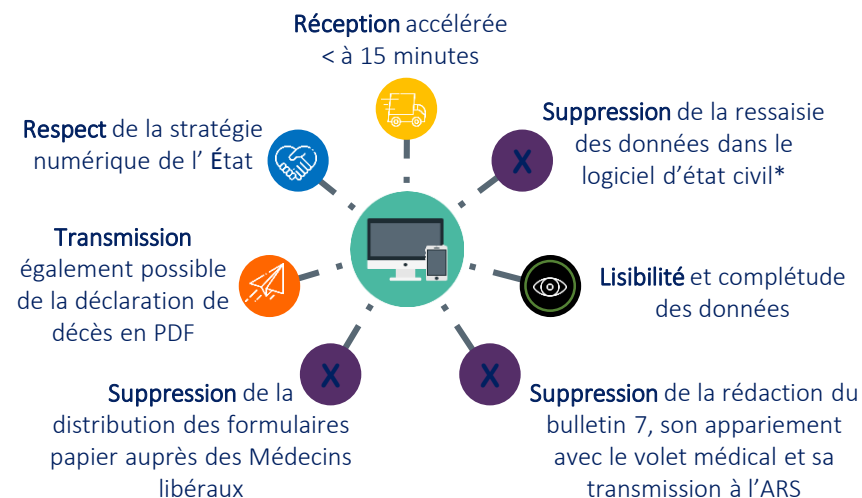 Réception accélérée
< à 15 minutes
Suppression de la ressaisie
des données dans le
logiciel d'état civil*
X
Respect de la stratégie
numérique de l' État
Transmission
également possible
de la déclaration de
décès en PDF
Lisibilité et complétude
des données
X
X
Suppression de la
distribution des formulaires
papier auprès des Médecins
libéraux
Suppression de la rédaction du
bulletin 7, son appariement
avec le volet médical et sa
transmission à l'ARS